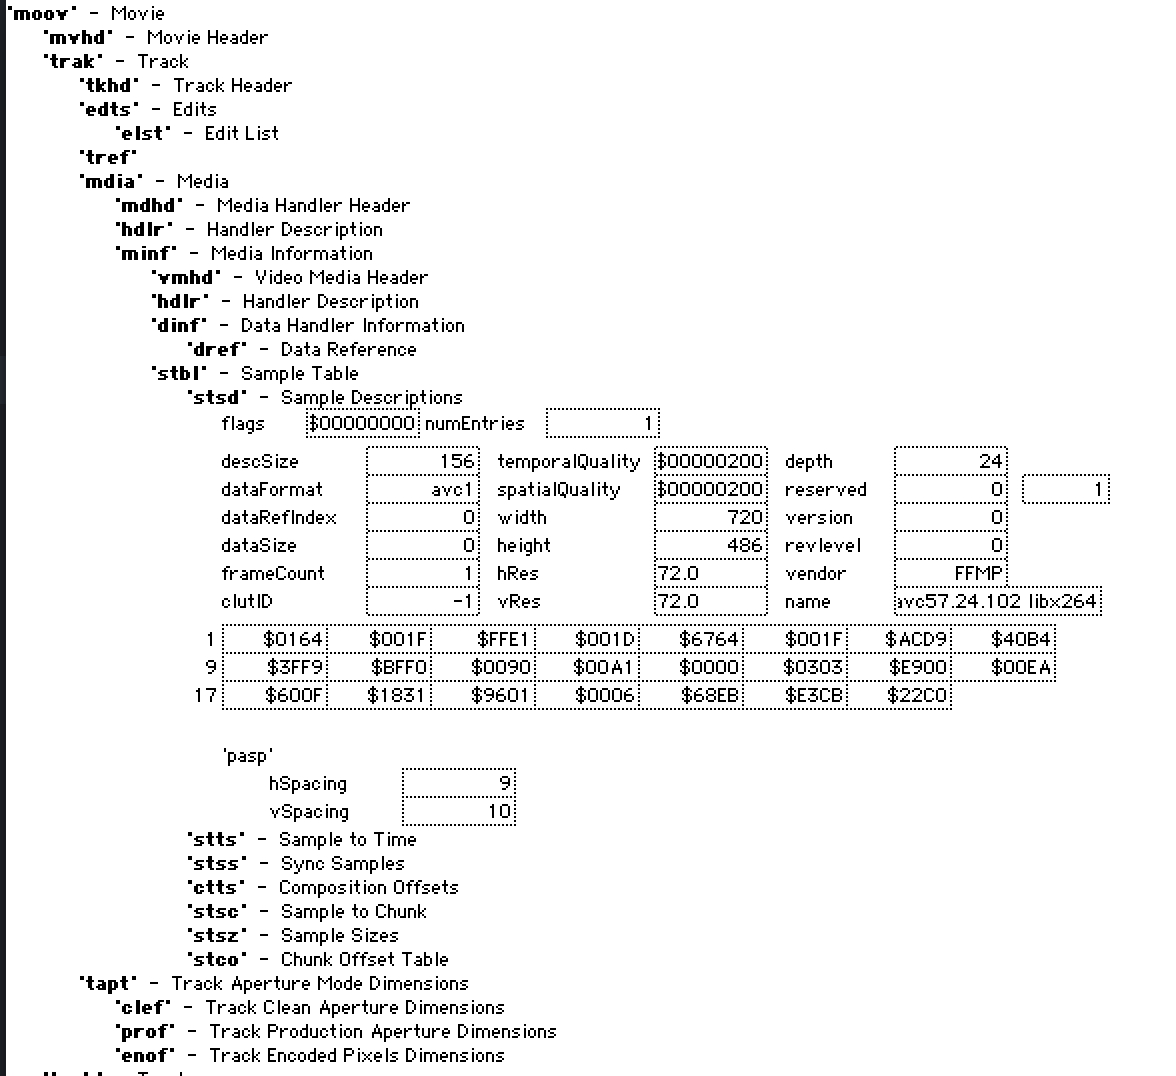 'moov' - Movie
'mvhd' - Movie Header
'trak' - Track
'tkhd' - Track Header
'edts' - Edits
'elst' - Edit List
'tref'
'mdia' - Media
'mdhd' - Media Handler Header
'hdlr' - Handler Description
'minf' - Media Information
'vmhd' - Video Media Header
'hdlr' - Handler Description
'dinf' - Data Handler Information
'dref' - Data Reference
'stbl' - Sample Table
'stsd' - Sample Descriptions
flags $00000000 numEntries 1
descSize 156 temporalQuality $00000200 depth 24
dataFormat avc1 spatialQuality $00000200 reserved 0 1
dataRefIndex 0 width 720 version 0
dataSize 0 height 486 revlevel 0
frameCount 1 hRes 72.0 vendor FFMP
clutID -1 vRes 72.0 name avc57.24.102 libx264
1 $0164 $001F $FFE1 $001D $6764 $001F $ACD9 $40B4
9 $3FF9 $BFF0 $0090 $00A1 $0000 $0303 $E900 $00EA
17 $600F $1831 $9601 $0006 $68EB $E3CB $22C0
'pasp'
hSpacing 9
vSpacing 10
'stts' - Sample to Time
'stss' - Sync Samples
'ctts' - Composition Offsets
'stsc' - Sample to Chunk
'stsz' - Sample Sizes
'stco' - Chunk Offset Table
'tapt' - Track Aperture Mode Dimensions
'clef' - Track Clean Aperture Dimensions
'prof' - Track Production Aperture Dimensions
'enof' - Track Encoded Pixels Dimensions